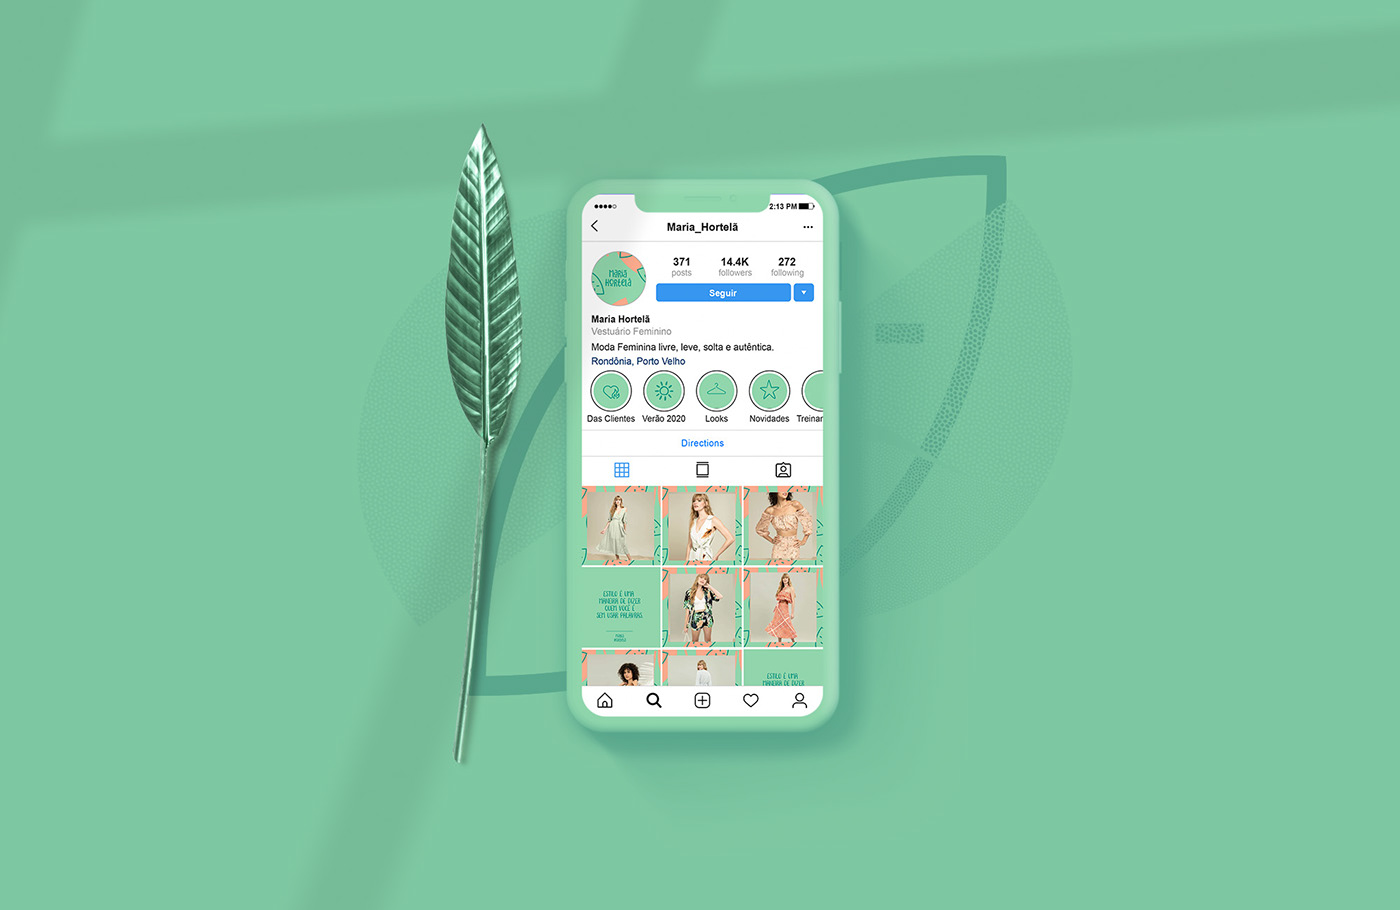 2:13 PM
Maria_Hortelã
MARIA
HORTELÃ
371
posts
14.4K
followers
272
following
Seguir
Maria Hortelã
Vestuário Feminino
Moda Feminina livre, leve, solta e autêntica.
Rondônia, Porto Velho
Das Clientes
Verão 2020
Looks
Novidades
Treinar
Directions
ESTILO É UMA
MANEIRA DE DIZER
QUEM VOCÊ É
SEM USAR PALAVRAS.
ESTILO É UMA
MANEIRA DE DIZER